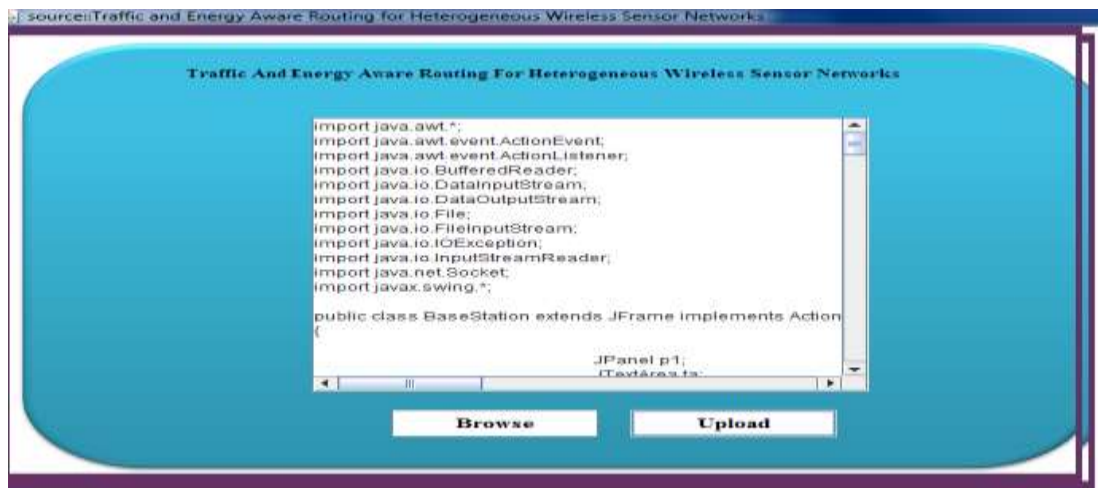 source::Traffic and Energy Aware Routing for Heterogeneous Wireless Sensor Networks
Traffic And Energy Aware Routing For Heterogeneous Wireless Sensor Networks
import java.awt.*;
import java.awt.event.ActionEvent;
import java.awt.event.ActionListener;
import java.io.BufferedReader;
import java.io.DataInputStream;
import java.io.DataOutputStream;
import java.io.File;
import java.io.FileInputStream;
import java.io.IOException;
import java.io.InputStreamReader;
import java.net.Socket;
import javax.swing.*;
public class BaseStation extends JFrame implements Action
{
JPanel p1;
JTextArea ta;
Browse
Upload